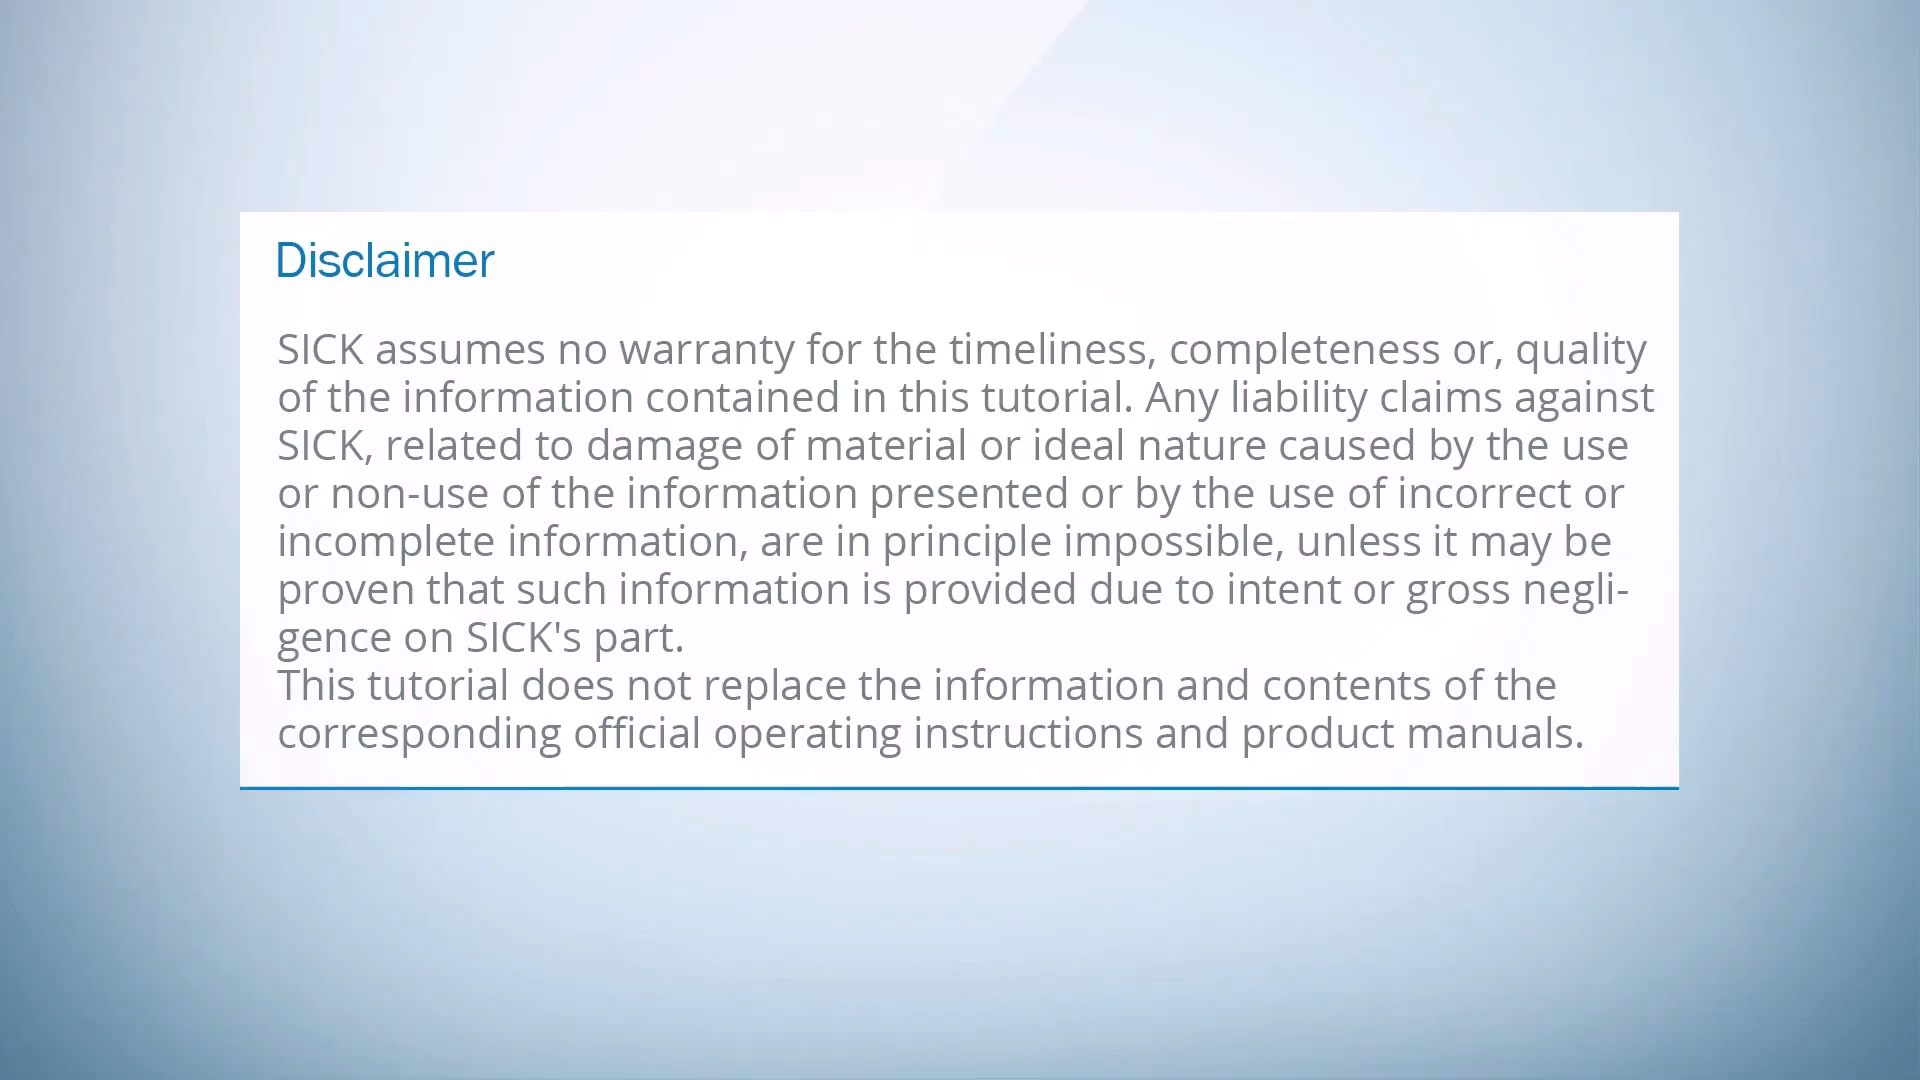 Disclaimer
SICK assumes no warranty for the timeliness, completeness or, quality
of the information contained in this tutorial. Any liability claims against
SICK, related to damage of material or ideal nature caused by the use
or non-use of the information presented or by the use of incorrect or
incomplete information, are in principle impossible, unless it may be
proven that such information is provided due to intent or gross negli-
gence on SICK's part.
This tutorial does not replace the information and contents of the
corresponding official operating instructions and product manuals.